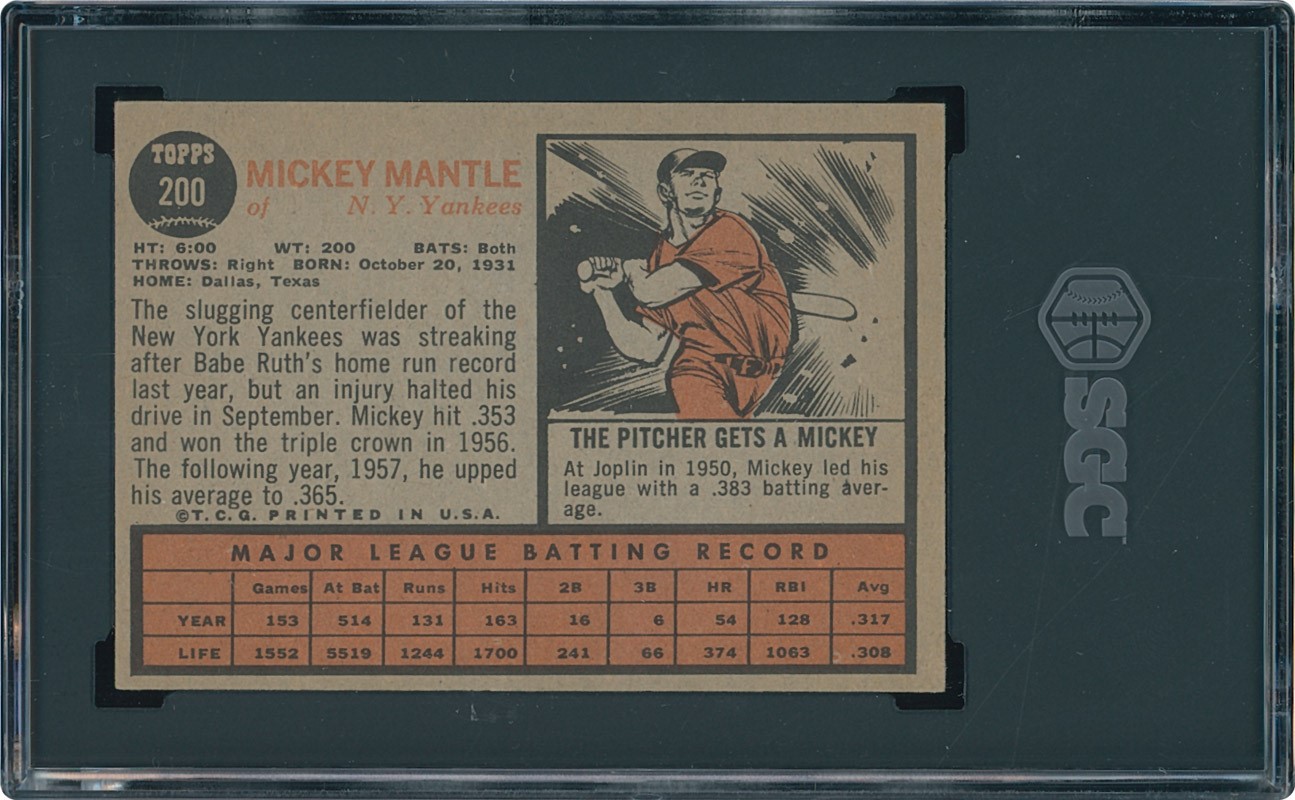 TOPPS
200
MICKEY MANTLE
of N. Y. Yankees
HT: 6:00 WT: 200 BATS: Both
THROWS: Right BORN: October 20, 1931
HOME: Dallas, Texas
The slugging centerfielder of the
New York Yankees was streaking
after Babe Ruth's home run record
last year, but an injury halted his
drive in September. Mickey hit .353
and won the triple crown in 1956.
The following year, 1957, he upped
his average to .365.
©T.C.G. PRINTED IN U.S.A.
THE PITCHER GETS A MICKEY
At Joplin in 1950, Mickey led his
league with a .383 batting aver-
age.
MAJOR LEAGUE BATTING RECORD
Games At Bat Runs Hits 2B 3B HR RBI Avg
YEAR 153 514 131 163 16 6 54 128 .317
LIFE 1552 5519 1244 1700 241 66 374 1063 .308
SGC